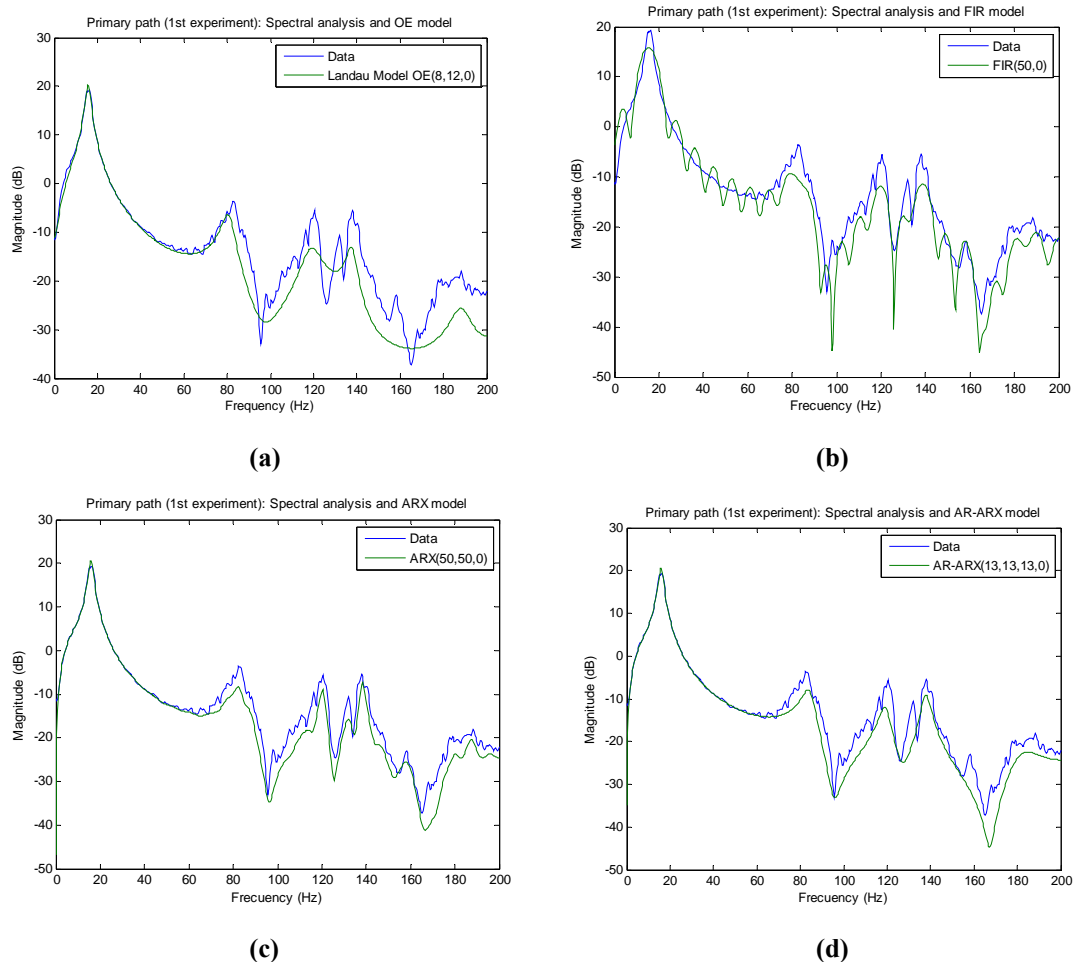 Primary path (1st experiment): Spectral analysis and OE model
30
20
10
0
-10
-20
-30
-40
Magnitude (dB)
Data
Landau Model OE(8,12,0)
0 20 40 60 80 100 120 140 160 180 200
Frequency (Hz)
(a)
Primary path (1st experiment): Spectral analysis and FIR model
20
10
0
-10
-20
-30
-40
-50
Magnitude (dB)
Data
FIR(50,0)
0 20 40 60 80 100 120 140 160 180 200
Frecuency (Hz)
(b)
Primary path (1st experiment): Spectral analysis and ARX model
30
20
10
0
-10
-20
-30
-40
-50
Magnitude (dB)
Data
ARX(50,50,0)
0 20 40 60 80 100 120 140 160 180 200
Frecuency (Hz)
(c)
Primary path (1st experiment): Spectral analysis and AR-ARX model
30
20
10
0
-10
-20
-30
-40
-50
Magnitude (dB)
Data
AR-ARX(13,13,13,0)
0 20 40 60 80 100 120 140 160 180 200
Frecuency (Hz)
(d)